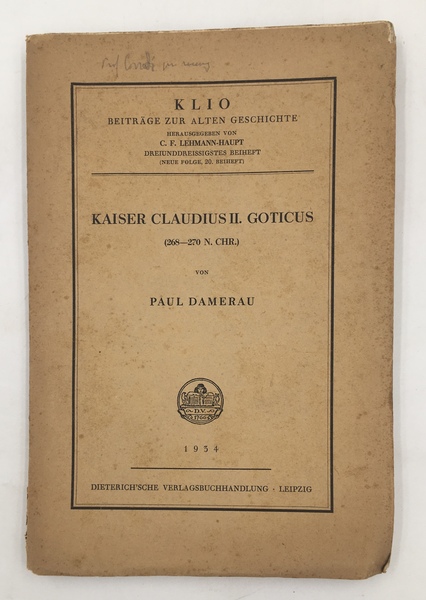 Prof
KLIO
BEITRÄGE ZUR ALTEN GESCHICHTE
HERAUSGEGEBEN VON
C. F. LEHMANN-HAUPT
DREIUNDDREISSIGSTES BEIHEFT
(NEUE FOLGE, 20. BEIHEFT)
KAISER CLAUDIUS II. GOTICUS
(268—270 N. CHR.)
VON
PAUL DAMERAU
D.V.
1934
DIETERICH'SCHE VERLAGSBUCHHANDLUNG · LEIPZIG